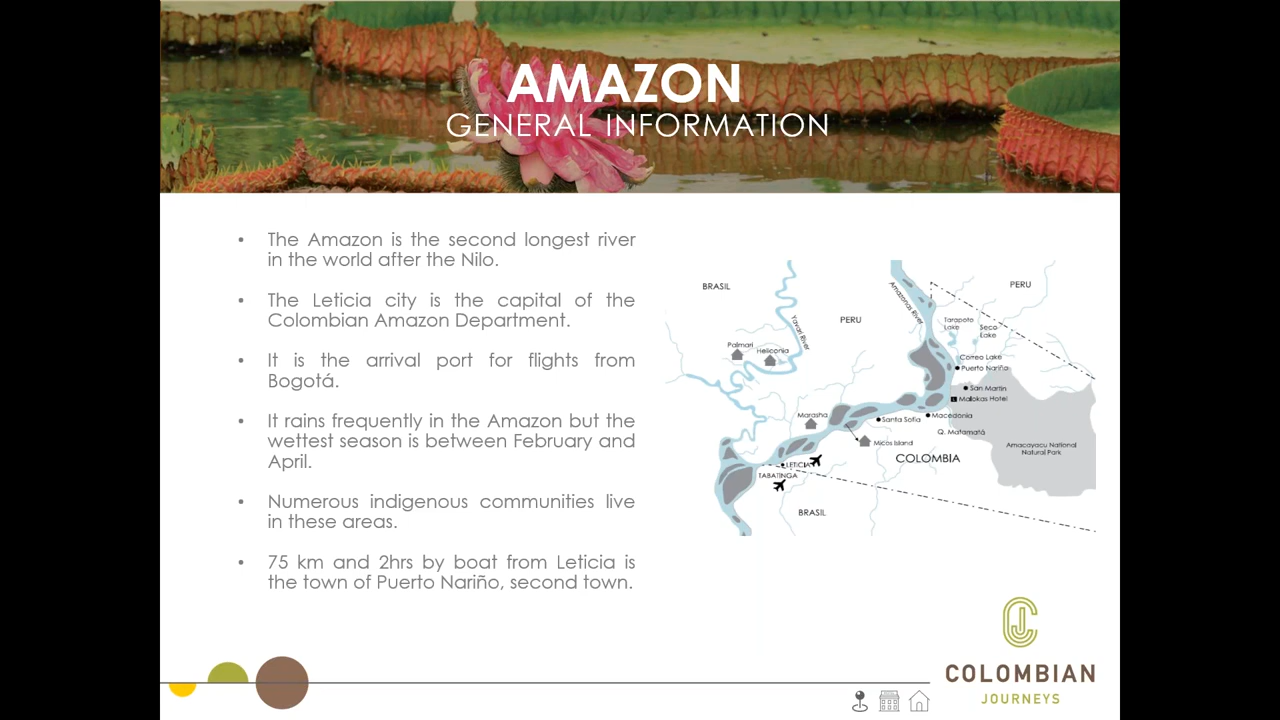 AMAZON
GENERAL INFORMATION
• The Amazon is the second longest river
in the world after the Nilo.
• The Leticia city is the capital of the
Colombian Amazon Department.
• It is the arrival port for flights from
Bogotá.
• It rains frequently in the Amazon but the
wettest season is between February and
April.
• Numerous indigenous communities live
in these areas.
• 75 km and 2hrs by boat from Leticia is
the town of Puerto Nariño, second town.
BRASIL
PERU
PERU
Amazonas River
Yavari River
Tarapoto
Lake
Seco
Lake
Palmari
Heliconia
Correo Lake
Puerto Nariño
San Martin
Malokas Hotel
Marasha
Macedonia
Santa Sofia
Q. Matamatá
Micos Island
Amacayacu National
Natural Park
COLOMBIA
LETICIA
TABATINGA
BRASIL
COLOMBIAN
JOURNEYS